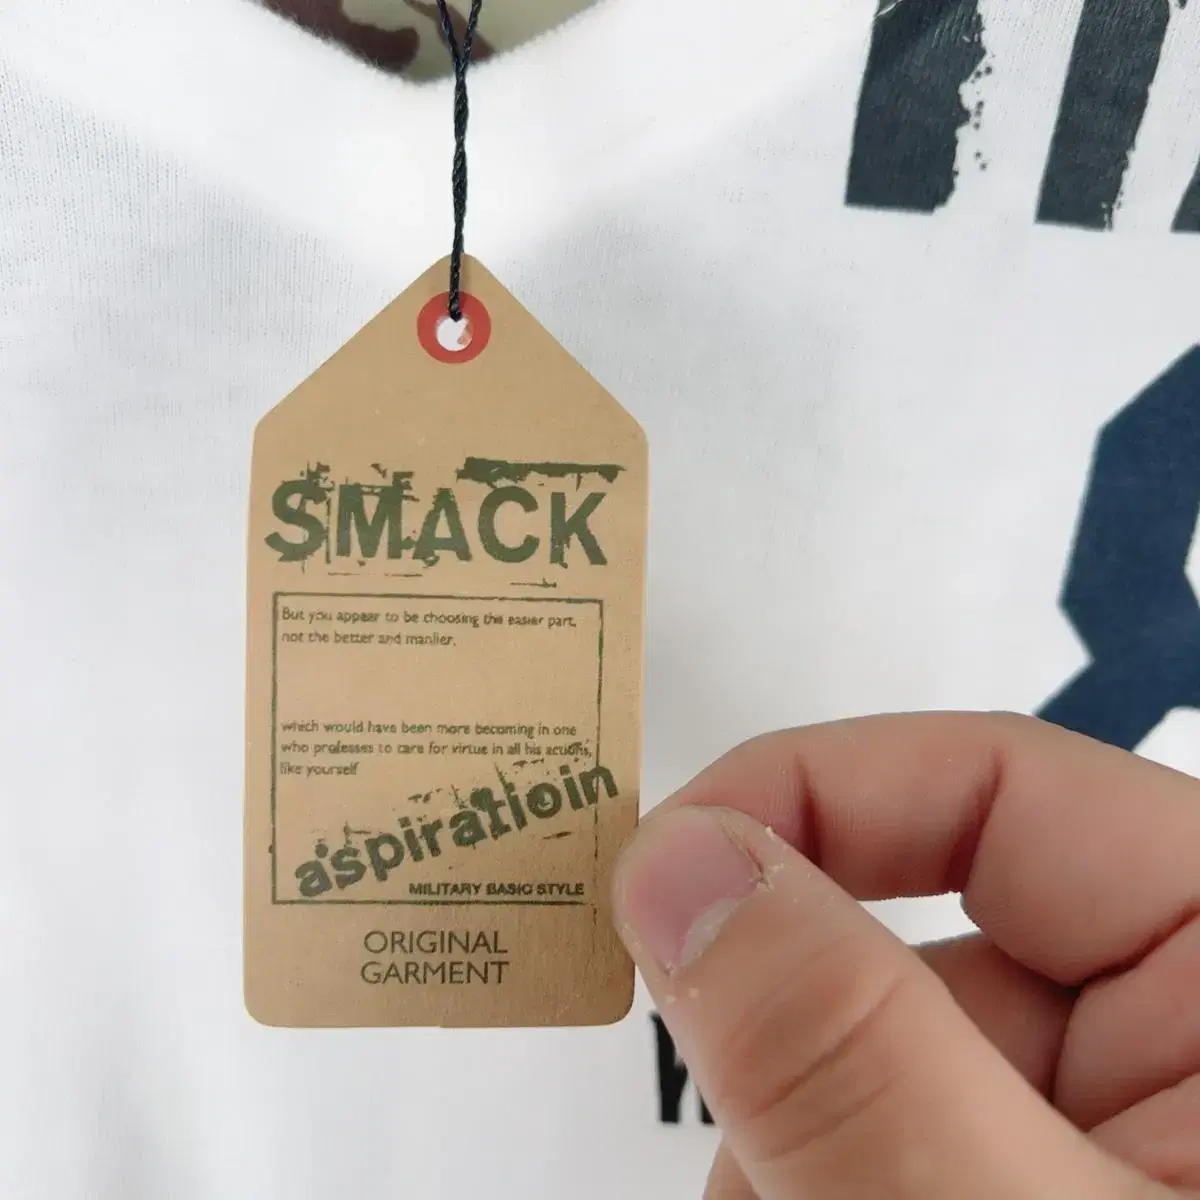 SMACK
But you appear to be choosing the easier part,
not the better and manlier,
which would have been more becoming in one
who professes to care for virtue in all his actions,
like yourself
aspiratioin
MILITARY BASIC STYLE
ORIGINAL
GARMENT